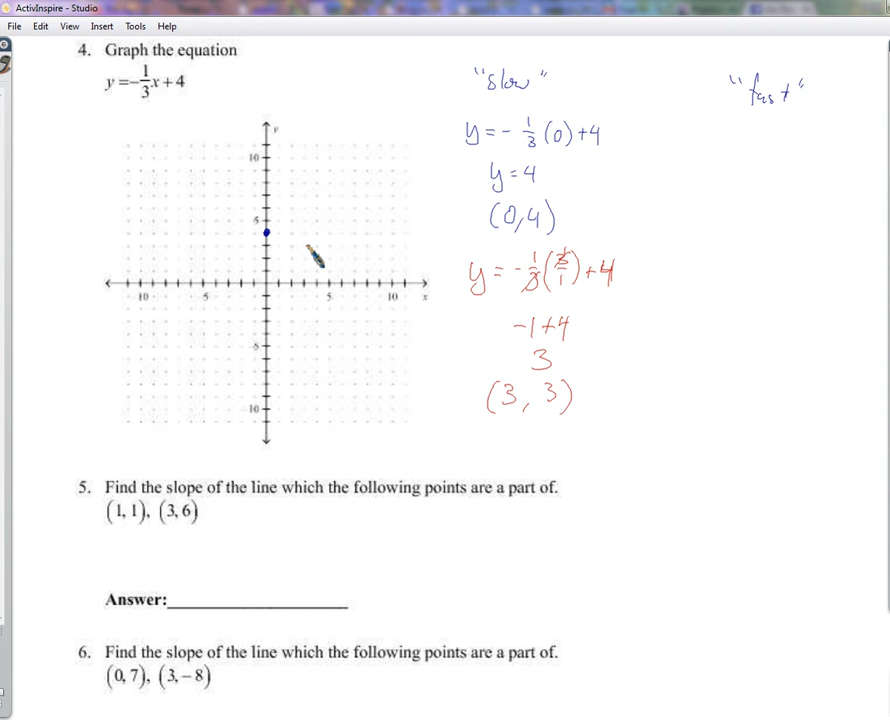 ActivInspire - Studio
File Edit View Insert Tools Help
4. Graph the equation
y = -1/3 x + 4
"slow"
"fast"
y = - 1/3 (0) + 4
y = 4
(0, 4)
y = - 1/3 (3/1) + 4
-1 + 4
3
(3, 3)
y
10
5
10 5 5 10 x
5
10
5. Find the slope of the line which the following points are a part of.
(1, 1), (3, 6)
Answer:____________________
6. Find the slope of the line which the following points are a part of.
(0, 7), (3, -8)